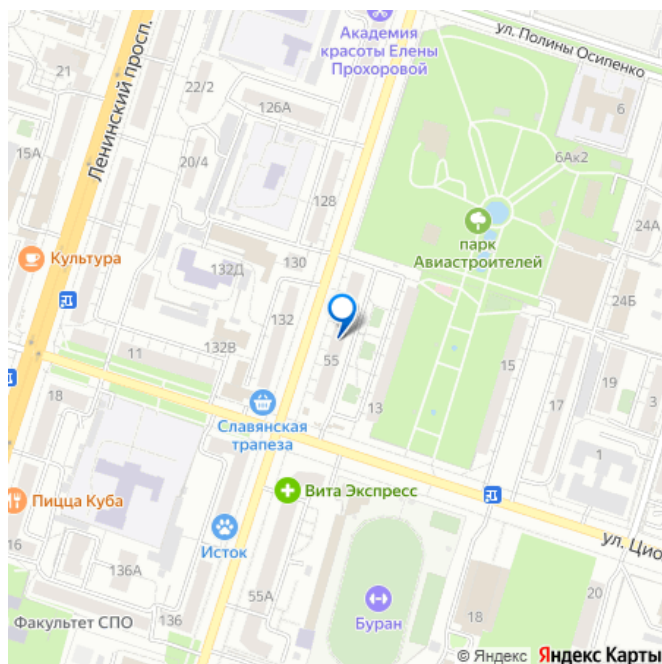 Академия
красоты Елены
Прохоровой
ул. Полины Осипенко
21
22/2
126А
6
Ленинский просп.
15А
20/4
6Ак2
128
24А
парк
Авиастроителей
Культура
132Д
130
24Б
132
132В
11
55
15
19
18
13
17
3
Славянская
трапеза
1
Пицца Куба
Вита Экспресс
16
Исток
ул. Цио
136А
55А
20
Факультет СПО
136
Буран
18
© Яндекс Яндекс Карты